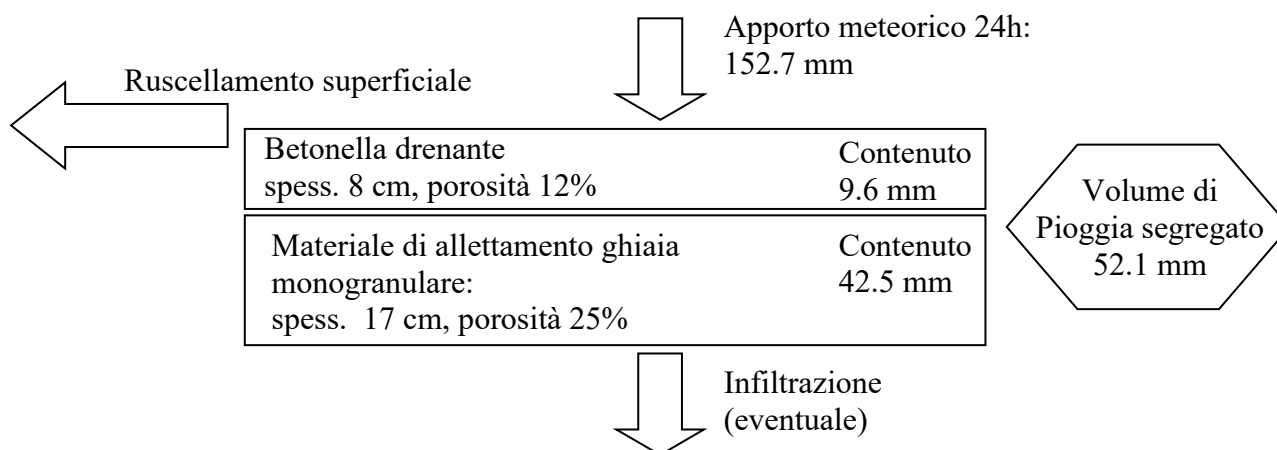 Apporto meteorico 24h:
152.7 mm
Ruscellamento superficiale
Betonella drenante
spess. 8 cm, porosità 12%
Contenuto
9.6 mm
Materiale di allettamento ghiaia
monogranulare:
spess. 17 cm, porosità 25%
Contenuto
42.5 mm
Volume di
Pioggia segregato
52.1 mm
Infiltrazione
(eventuale)